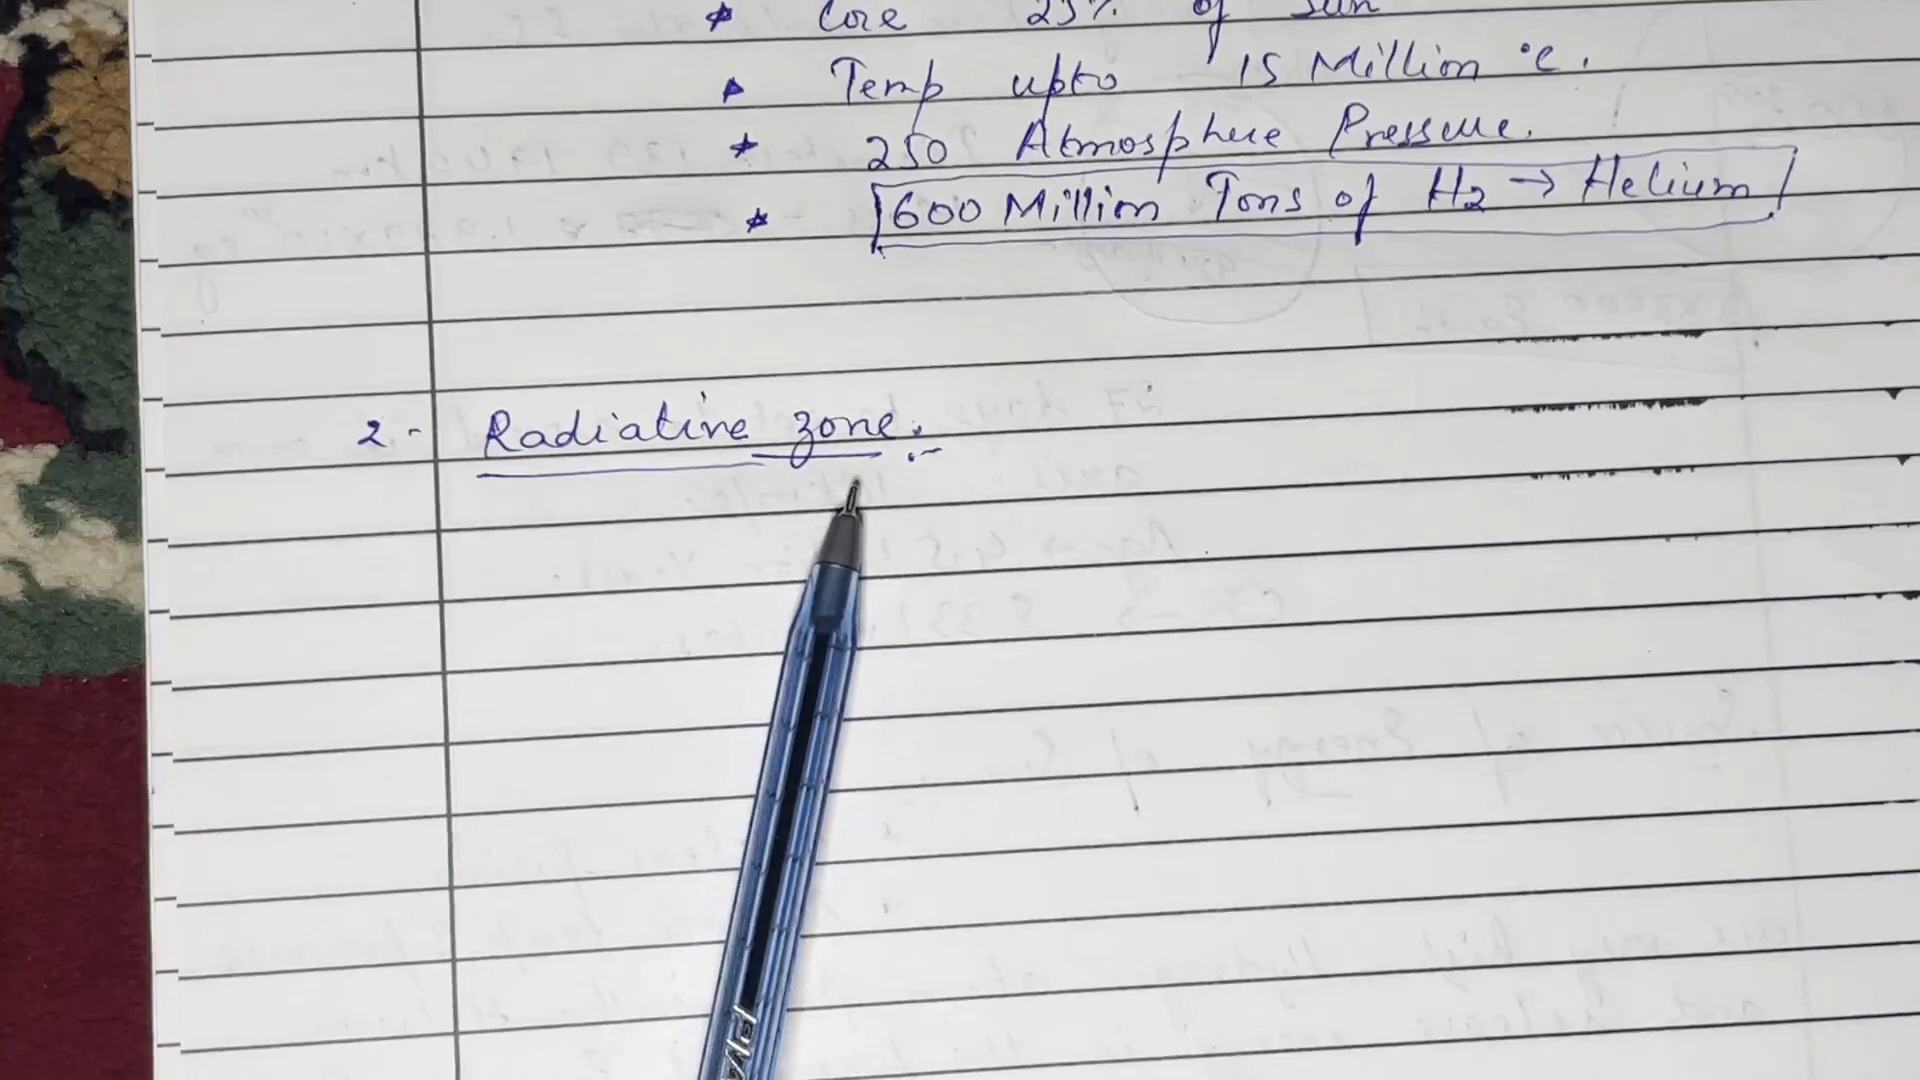 * Core 25% of Sun
* Temp upto 15 Million °C.
* 250 Atmosphere Pressure.
* 600 Million Tons of H2 → Helium
2- Radiative zone:-